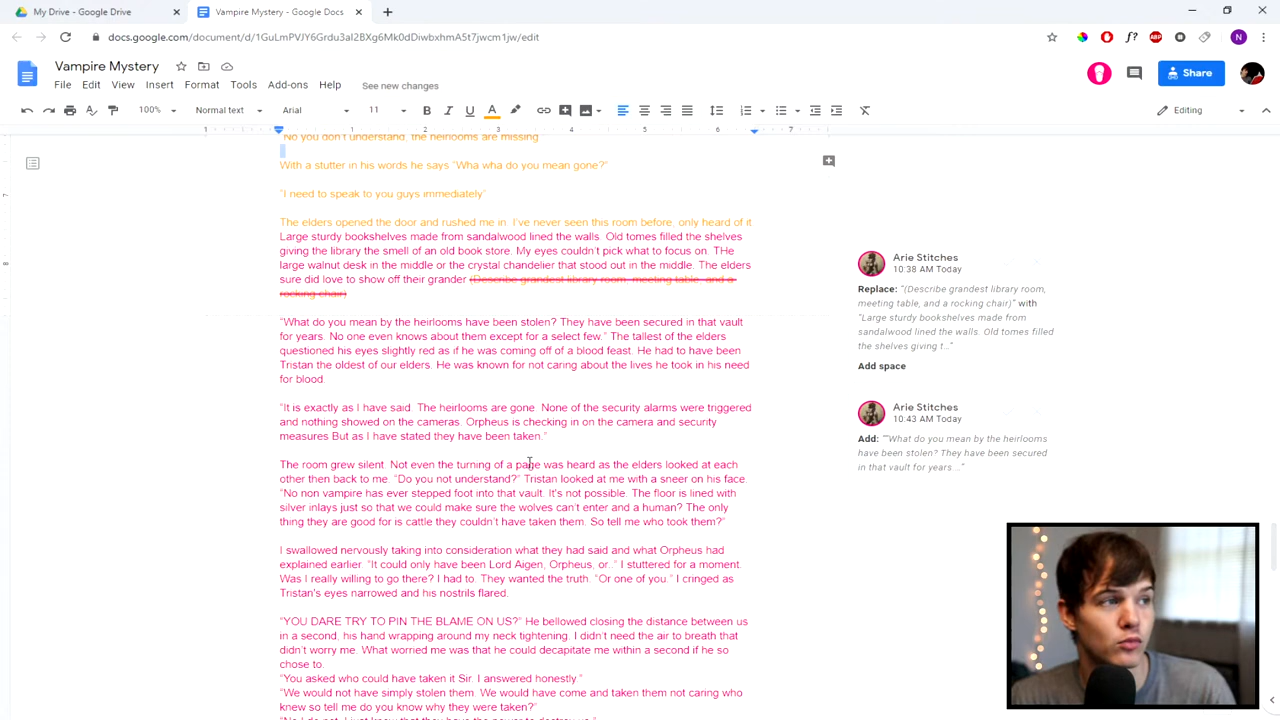 My Drive - Google Drive
Vampire Mystery - Google Docs
docs.google.com/document/d/1GuLmPVJY6Grdu3al2BXg6Mk0dDiwbxhmA5t7jwcm1jw/edit
ABP
N
Vampire Mystery
File Edit View Insert Format Tools Add-ons Help See new changes
Share
100% Normal text Arial 11 B I U A
Editing
1 1 2 3 4 5 6 7
"No you don't understand, the heirlooms are missing
With a stutter in his words he says "Wha wha do you mean gone?"
"I need to speak to you guys immediately"
The elders opened the door and rushed me in. I've never seen this room before, only heard of it
Large sturdy bookshelves made from sandalwood lined the walls. Old tomes filled the shelves
giving the library the smell of an old book store. My eyes couldn't pick what to focus on. THe
large walnut desk in the middle or the crystal chandelier that stood out in the middle. The elders
sure did love to show off their grander (Describe grandest library room, meeting table, and a
rocking chair)
"What do you mean by the heirlooms have been stolen? They have been secured in that vault
for years. No one even knows about them except for a select few." The tallest of the elders
questioned his eyes slightly red as if he was coming off of a blood feast. He had to have been
Tristan the oldest of our elders. He was known for not caring about the lives he took in his need
for blood.
"It is exactly as I have said. The heirlooms are gone. None of the security alarms were triggered
and nothing showed on the cameras. Orpheus is checking in on the camera and security
measures But as I have stated they have been taken."
The room grew silent. Not even the turning of a page was heard as the elders looked at each
other then back to me. "Do you not understand?" Tristan looked at me with a sneer on his face.
"No non vampire has ever stepped foot into that vault. It's not possible. The floor is lined with
silver inlays just so that we could make sure the wolves can't enter and a human? The only
thing they are good for is cattle they couldn't have taken them. So tell me who took them?"
I swallowed nervously taking into consideration what they had said and what Orpheus had
explained earlier. "It could only have been Lord Aigen, Orpheus, or.." I stuttered for a moment.
Was I really willing to go there? I had to. They wanted the truth. "Or one of you." I cringed as
Tristan's eyes narrowed and his nostrils flared.
"YOU DARE TRY TO PIN THE BLAME ON US?" He bellowed closing the distance between us
in a second, his hand wrapping around my neck tightening. I didn't need the air to breath that
didn't worry me. What worried me was that he could decapitate me within a second if he so
chose to.
"You asked who could have taken it Sir. I answered honestly."
"We would not have simply stolen them. We would have come and taken them not caring who
knew so tell me do you know why they were taken?"
Arie Stitches
10:38 AM Today
Replace: "(Describe grandest library room,
meeting table, and a rocking chair)" with
"Large sturdy bookshelves made from
sandalwood lined the walls. Old tomes filled
the shelves giving t…"
Add space
Arie Stitches
10:43 AM Today
Add: ""What do you mean by the heirlooms
have been stolen? They have been secured
in that vault for years …"